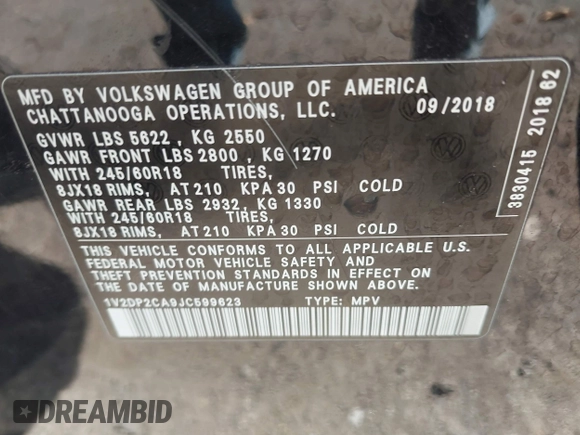 MFD BY VOLKSWAGEN GROUP OF AMERICA
CHATTANOOGA OPERATIONS, LLC. 09/2018
GVWR LBS 5622 , KG 2550
GAWR FRONT LBS 2800 , KG 1270
WITH 245/60R18 TIRES,
8JX18 RIMS, AT 210 KPA 30 PSI COLD
GAWR REAR LBS 2932, KG 1330
WITH 245/60R18 TIRES,
8JX18 RIMS, AT 210 KPA 30 PSI COLD
THIS VEHICLE CONFORMS TO ALL APPLICABLE U.S.
FEDERAL MOTOR VEHICLE SAFETY AND
THEFT PREVENTION STANDARDS IN EFFECT ON
THE DATE OF MANUFACTURE SHOWN ABOVE.
1V2DP2CA9JC599623 TYPE: MPV
3830415 2018 62
DREAMBID